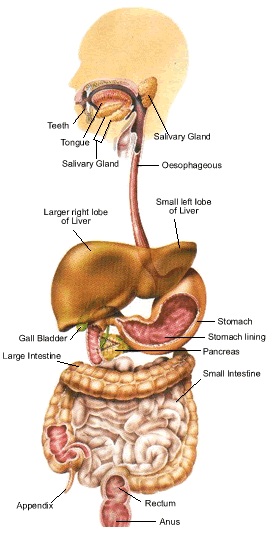 Teeth
Tongue
Salivary Gland
Salivary Gland
Oesophageous
Small left lobe
of Liver
Larger right lobe
of Liver
Stomach
Gall Bladder
Stomach lining
Large Intestine
Pancreas
Small Intestine
Appendix
Rectum
Anus